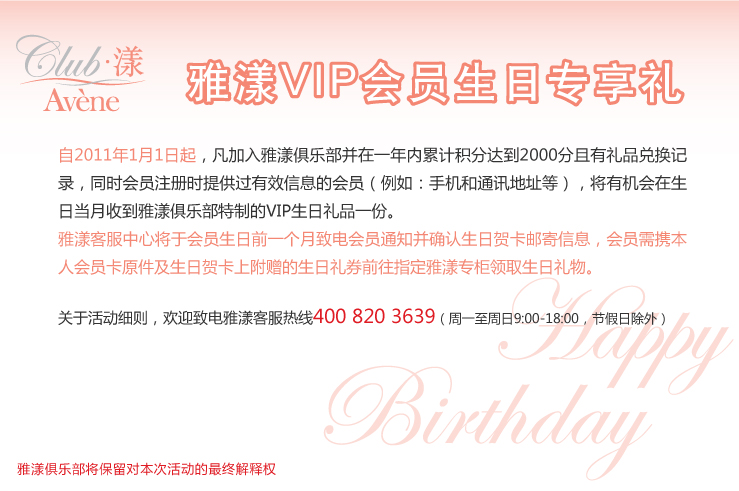 Club·漾
Avène
雅漾VIP会员生日专享礼
自2011年1月1日起，凡加入雅漾俱乐部并在一年内累计积分达到2000分且有礼品兑换记
录，同时会员注册时提供过有效信息的会员（例如：手机和通讯地址等），将有机会在生
日当月收到雅漾俱乐部特制的VIP生日礼品一份。
雅漾客服中心将于会员生日前一个月致电会员通知并确认生日贺卡邮寄信息，会员需携本
人会员卡原件及生日贺卡上附赠的生日礼券前往指定雅漾专柜领取生日礼物。
关于活动细则，欢迎致电雅漾客服热线400 820 3639（周一至周日9:00-18:00，节假日除外）
Happy
Birthday
雅漾俱乐部将保留对本次活动的最终解释权